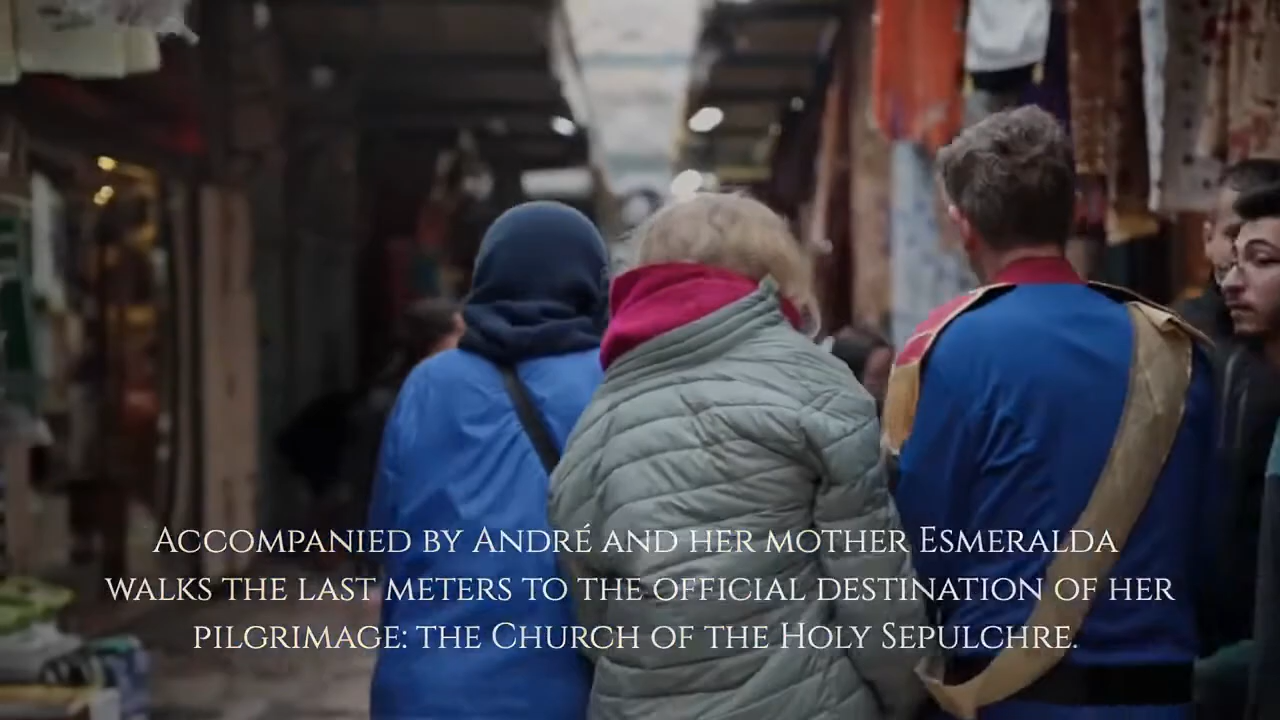 Accompanied by André and her mother Esmeralda
walks the last meters to the official destination of her
pilgrimage: the Church of the Holy Sepulchre.